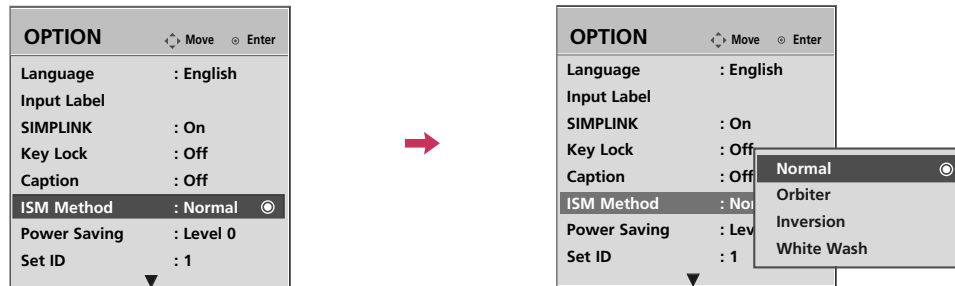 OPTION Move Enter
Language : English
Input Label
SIMPLINK : On
Key Lock : Off
Caption : Off
ISM Method : Normal
Power Saving : Level 0
Set ID : 1
OPTION Move Enter
Language : English
Input Label
SIMPLINK : On
Key Lock : Off
Caption : Off
ISM Method : Nor
Power Saving : Lev
Set ID : 1
Normal
Orbiter
Inversion
White Wash